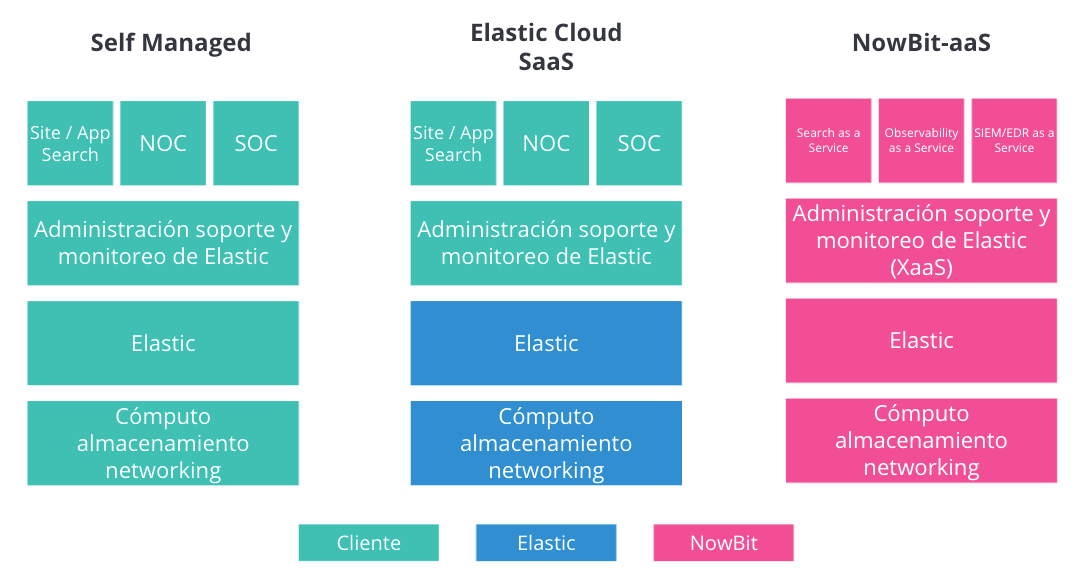 Self Managed
Elastic Cloud
SaaS
NowBit-aaS
Site / App
Search
NOC
SOC
Site / App
Search
NOC
SOC
Search as a
Service
Observability
as a Service
SIEM/EDR as a
Service
Administración soporte y
monitoreo de Elastic
Administración soporte y
monitoreo de Elastic
Administración soporte y
monitoreo de Elastic
(XaaS)
Elastic
Elastic
Elastic
Cómputo
almacenamiento
networking
Cómputo
almacenamiento
networking
Cómputo
almacenamiento
networking
Cliente
Elastic
NowBit